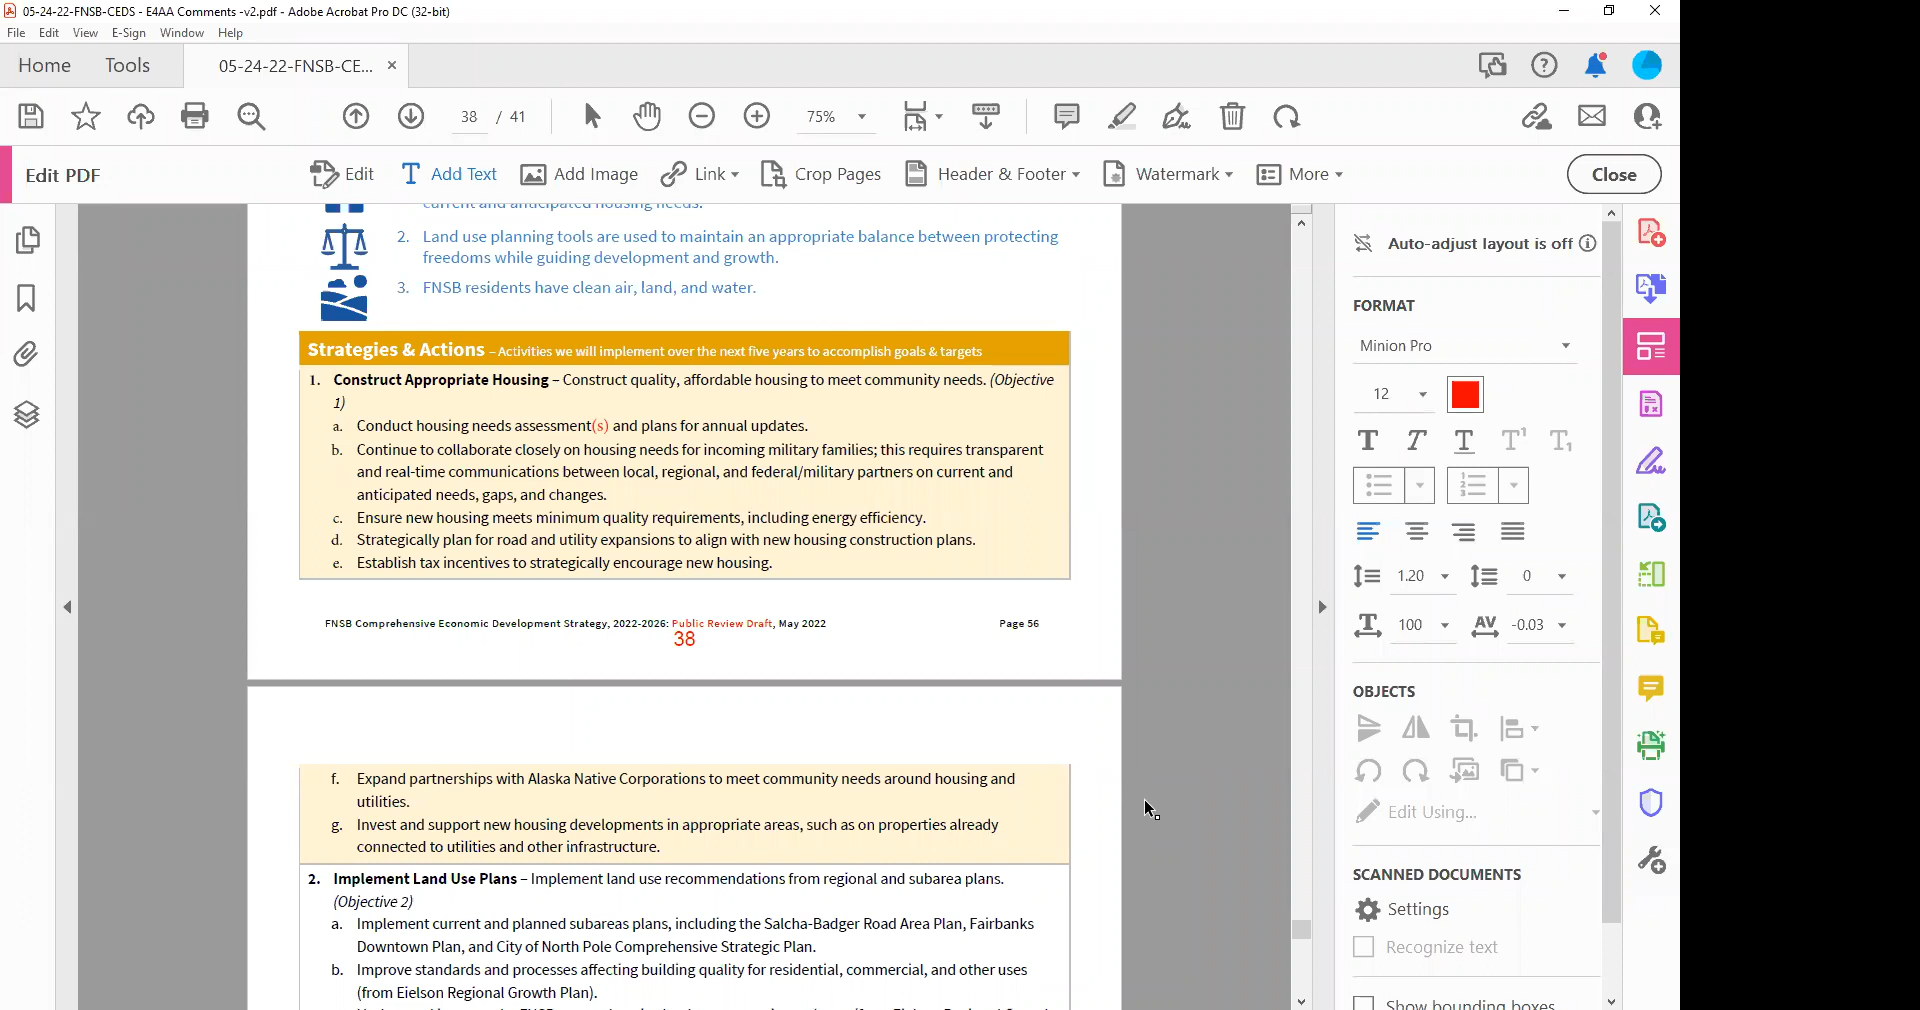 05-24-22-FNSB-CEDS - E4AA Comments -v2.pdf - Adobe Acrobat Pro DC (32-bit)
File Edit View E-Sign Window Help
Home Tools 05-24-22-FNSB-CE... ×
38 / 41 75%
Edit PDF Edit Add Text Add Image Link Crop Pages Header & Footer Watermark More Close
current and anticipated housing needs.
2. Land use planning tools are used to maintain an appropriate balance between protecting
freedoms while guiding development and growth.
3. FNSB residents have clean air, land, and water.
Strategies & Actions – Activities we will implement over the next five years to accomplish goals & targets
1. Construct Appropriate Housing – Construct quality, affordable housing to meet community needs. (Objective
1)
a. Conduct housing needs assessment(s) and plans for annual updates.
b. Continue to collaborate closely on housing needs for incoming military families; this requires transparent
and real-time communications between local, regional, and federal/military partners on current and
anticipated needs, gaps, and changes.
c. Ensure new housing meets minimum quality requirements, including energy efficiency.
d. Strategically plan for road and utility expansions to align with new housing construction plans.
e. Establish tax incentives to strategically encourage new housing.
FNSB Comprehensive Economic Development Strategy, 2022-2026: Public Review Draft, May 2022 Page 56
38
f. Expand partnerships with Alaska Native Corporations to meet community needs around housing and
utilities.
g. Invest and support new housing developments in appropriate areas, such as on properties already
connected to utilities and other infrastructure.
2. Implement Land Use Plans – Implement land use recommendations from regional and subarea plans.
(Objective 2)
a. Implement current and planned subareas plans, including the Salcha-Badger Road Area Plan, Fairbanks
Downtown Plan, and City of North Pole Comprehensive Strategic Plan.
b. Improve standards and processes affecting building quality for residential, commercial, and other uses
(from Eielson Regional Growth Plan).
Auto-adjust layout is off
FORMAT
Minion Pro
12
T T T T1 T1
1.20 0
100 AV -0.03
OBJECTS
Edit Using...
SCANNED DOCUMENTS
Settings
Recognize text
Show bounding boxes